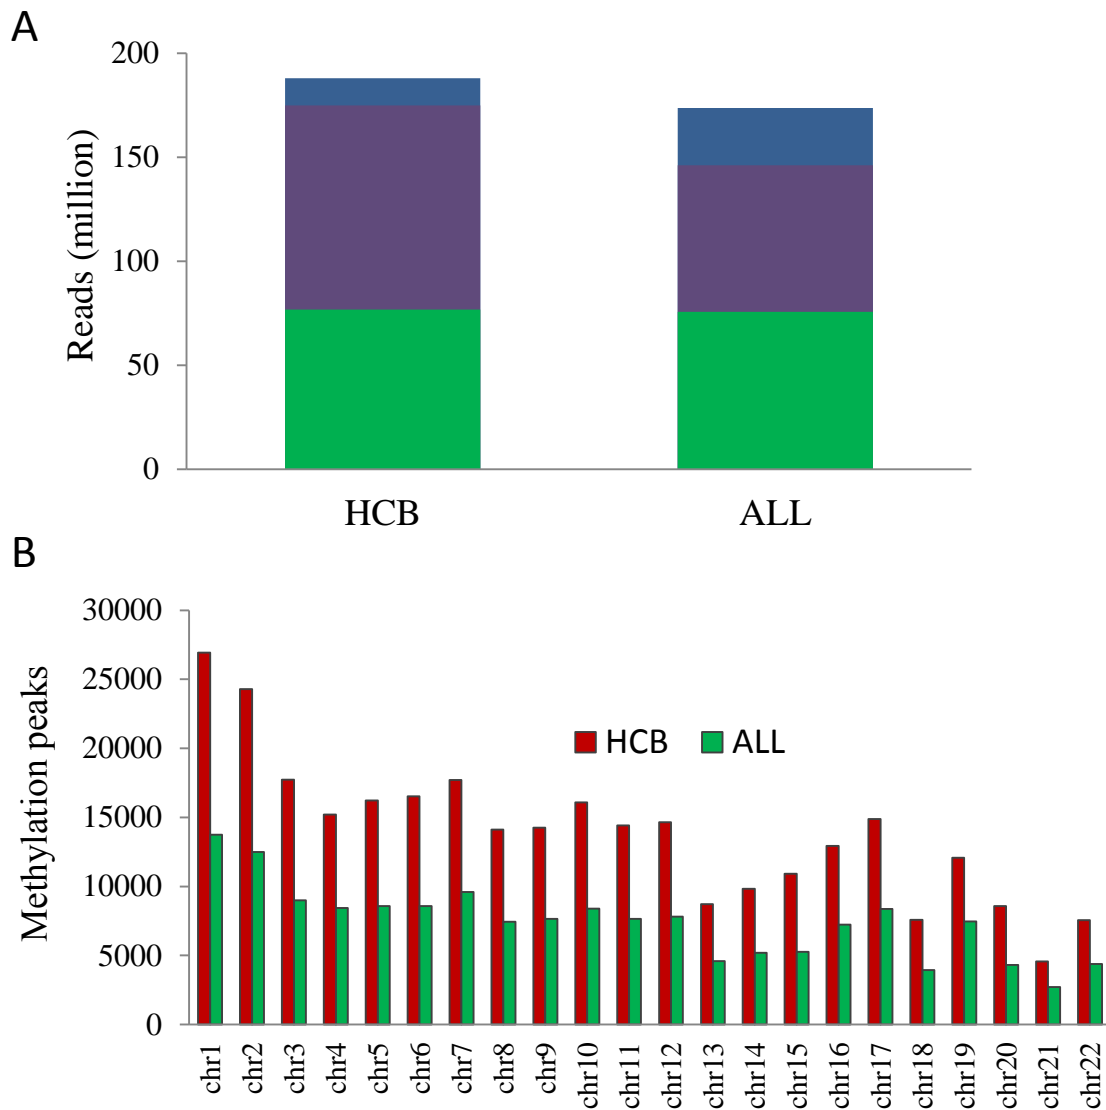 A
Reads (million)
200
150
100
50
0
HCB
ALL
B
Methylation peaks
30000
25000
20000
15000
10000
5000
0
HCB
ALL
chr1
chr2
chr3
chr4
chr5
chr6
chr7
chr8
chr9
chr10
chr11
chr12
chr13
chr14
chr15
chr16
chr17
chr18
chr19
chr20
chr21
chr22